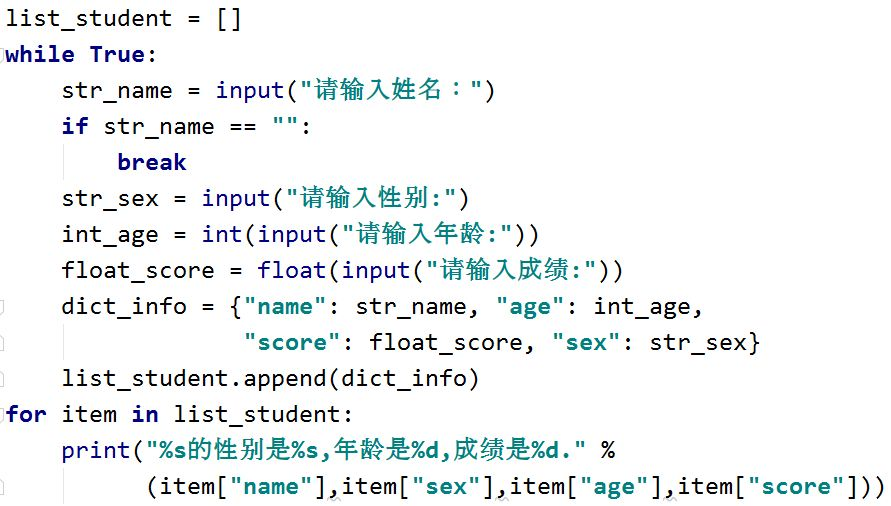 list_student = []
while True:
    str_name = input("请输入姓名：")
    if str_name == "":
        break
    str_sex = input("请输入性别:")
    int_age = int(input("请输入年龄:"))
    float_score = float(input("请输入成绩:"))
    dict_info = {"name": str_name, "age": int_age,
                 "score": float_score, "sex": str_sex}
    list_student.append(dict_info)
for item in list_student:
    print("%s的性别是%s,年龄是%d,成绩是%d." %
          (item["name"],item["sex"],item["age"],item["score"]))